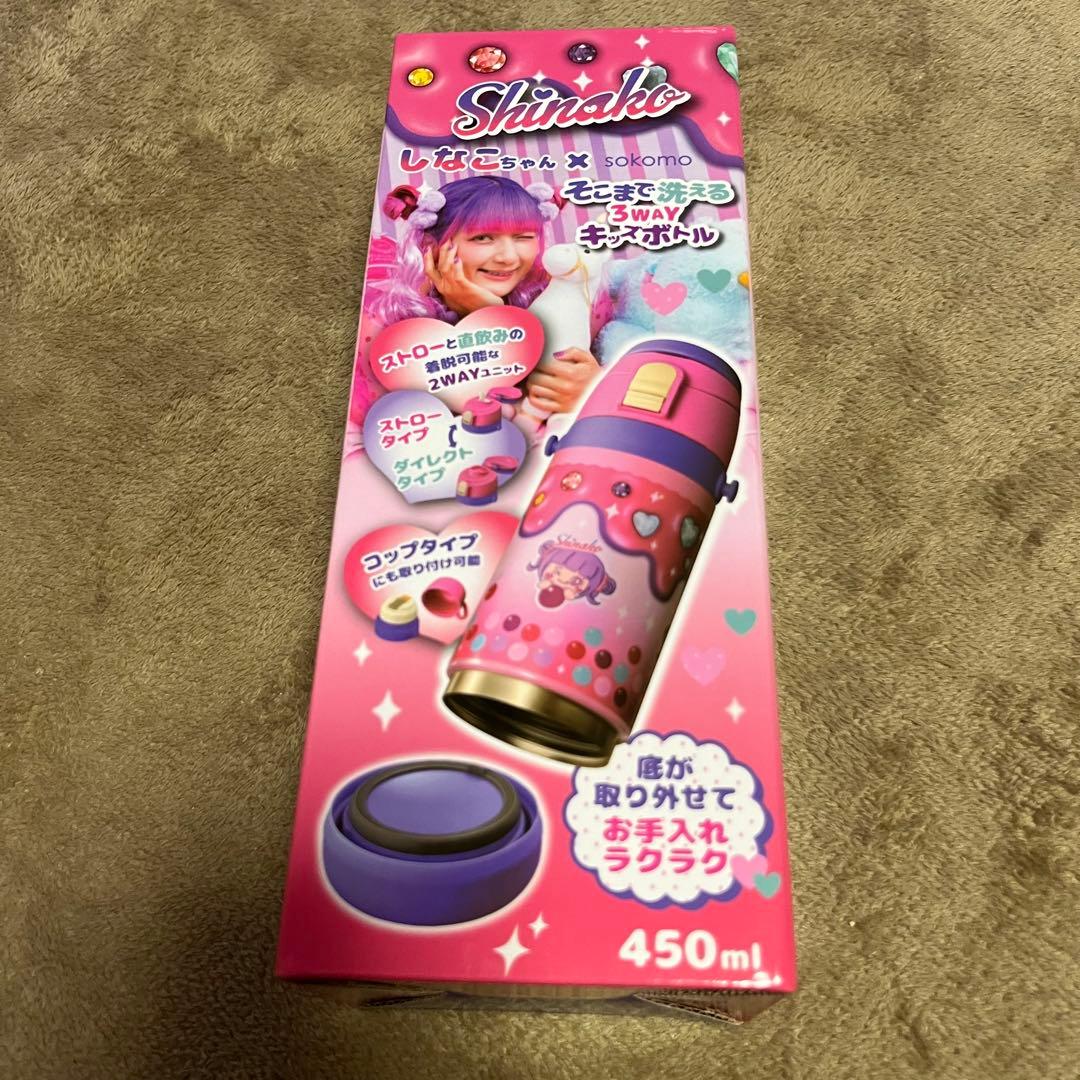 Shinako
しなこちゃん × sokomo
そこまで洗える
3WAY
キッズボトル
ストローと直飲みの
着脱可能な
2WAYユニット
ストロー
タイプ
ダイレクト
タイプ
コップタイプ
にも取り付け可能
Shinako
底が
取り外せて
お手入れ
ラクラク
450ml